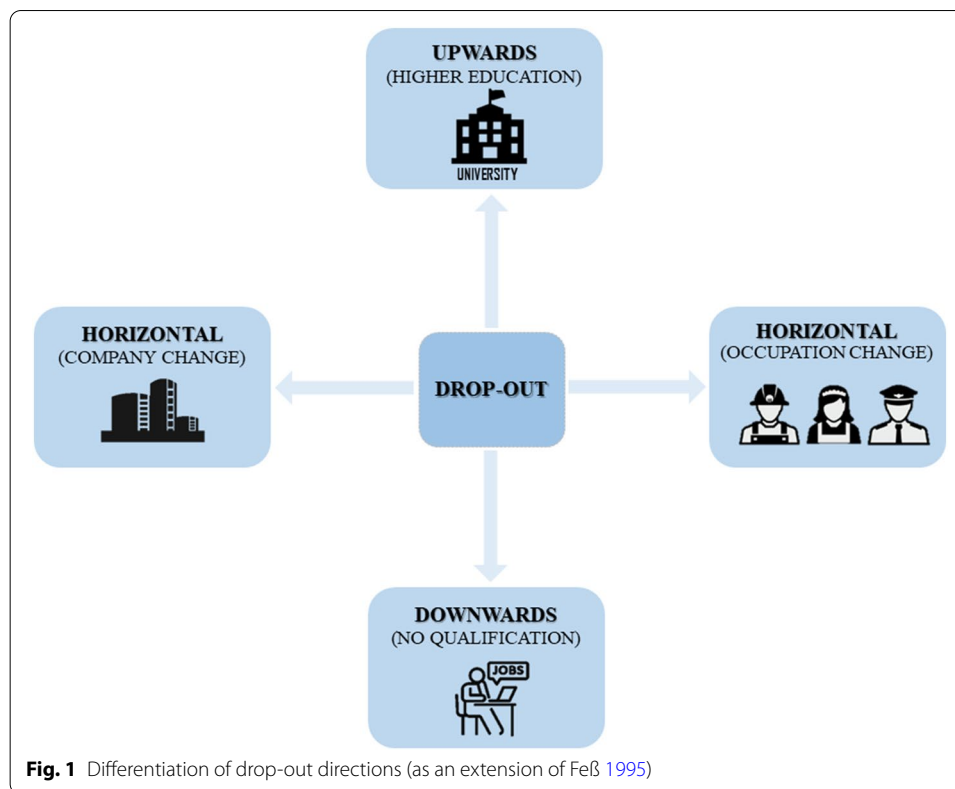 UPWARDS
(HIGHER EDUCATION)
UNIVERSITY
HORIZONTAL
(COMPANY CHANGE)
DROP-OUT
HORIZONTAL
(OCCUPATION CHANGE)
DOWNWARDS
(NO QUALIFICATION)
JOBS
Fig. 1 Differentiation of drop-out directions (as an extension of Feß 1995)